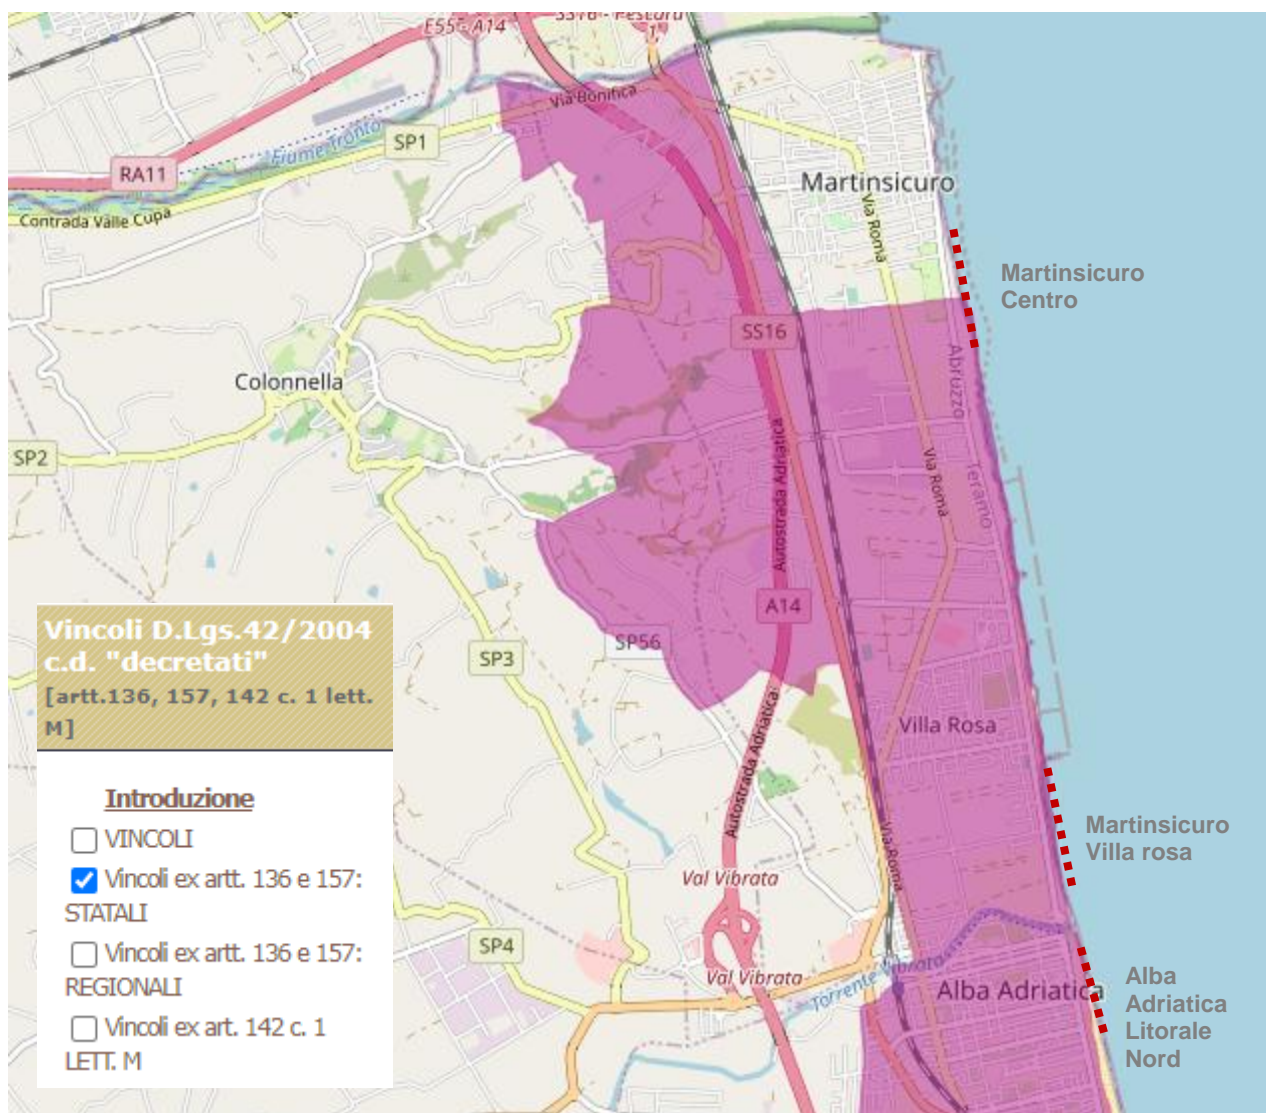 E55 - A14
SS16 - Pescara
1,
Via Bonifica
Fiume Tronto
SP1
RA11
Contrada Valle Cupa
Martinsicuro
Via Roma
Martinsicuro
Centro
SS16
Abruzzo
Colonnella
Autostrada Adriatica
Via Roma
Teramo
SP2
A14
SP56
SP3
Vincoli D.Lgs.42/2004
c.d. "decretati"
[artt.136, 157, 142 c. 1 lett.
M]
Introduzione
VINCOLI
Vincoli ex artt. 136 e 157:
STATALI
Vincoli ex artt. 136 e 157:
REGIONALI
Vincoli ex art. 142 c. 1
LETT. M
Autostrada Adriatica
Villa Rosa
Martinsicuro
Villa rosa
Via Roma
Val Vibrata
SP4
Val Vibrata
Torrente Vibrata
Alba Adriatica
Alba
Adriatica
Litorale
Nord